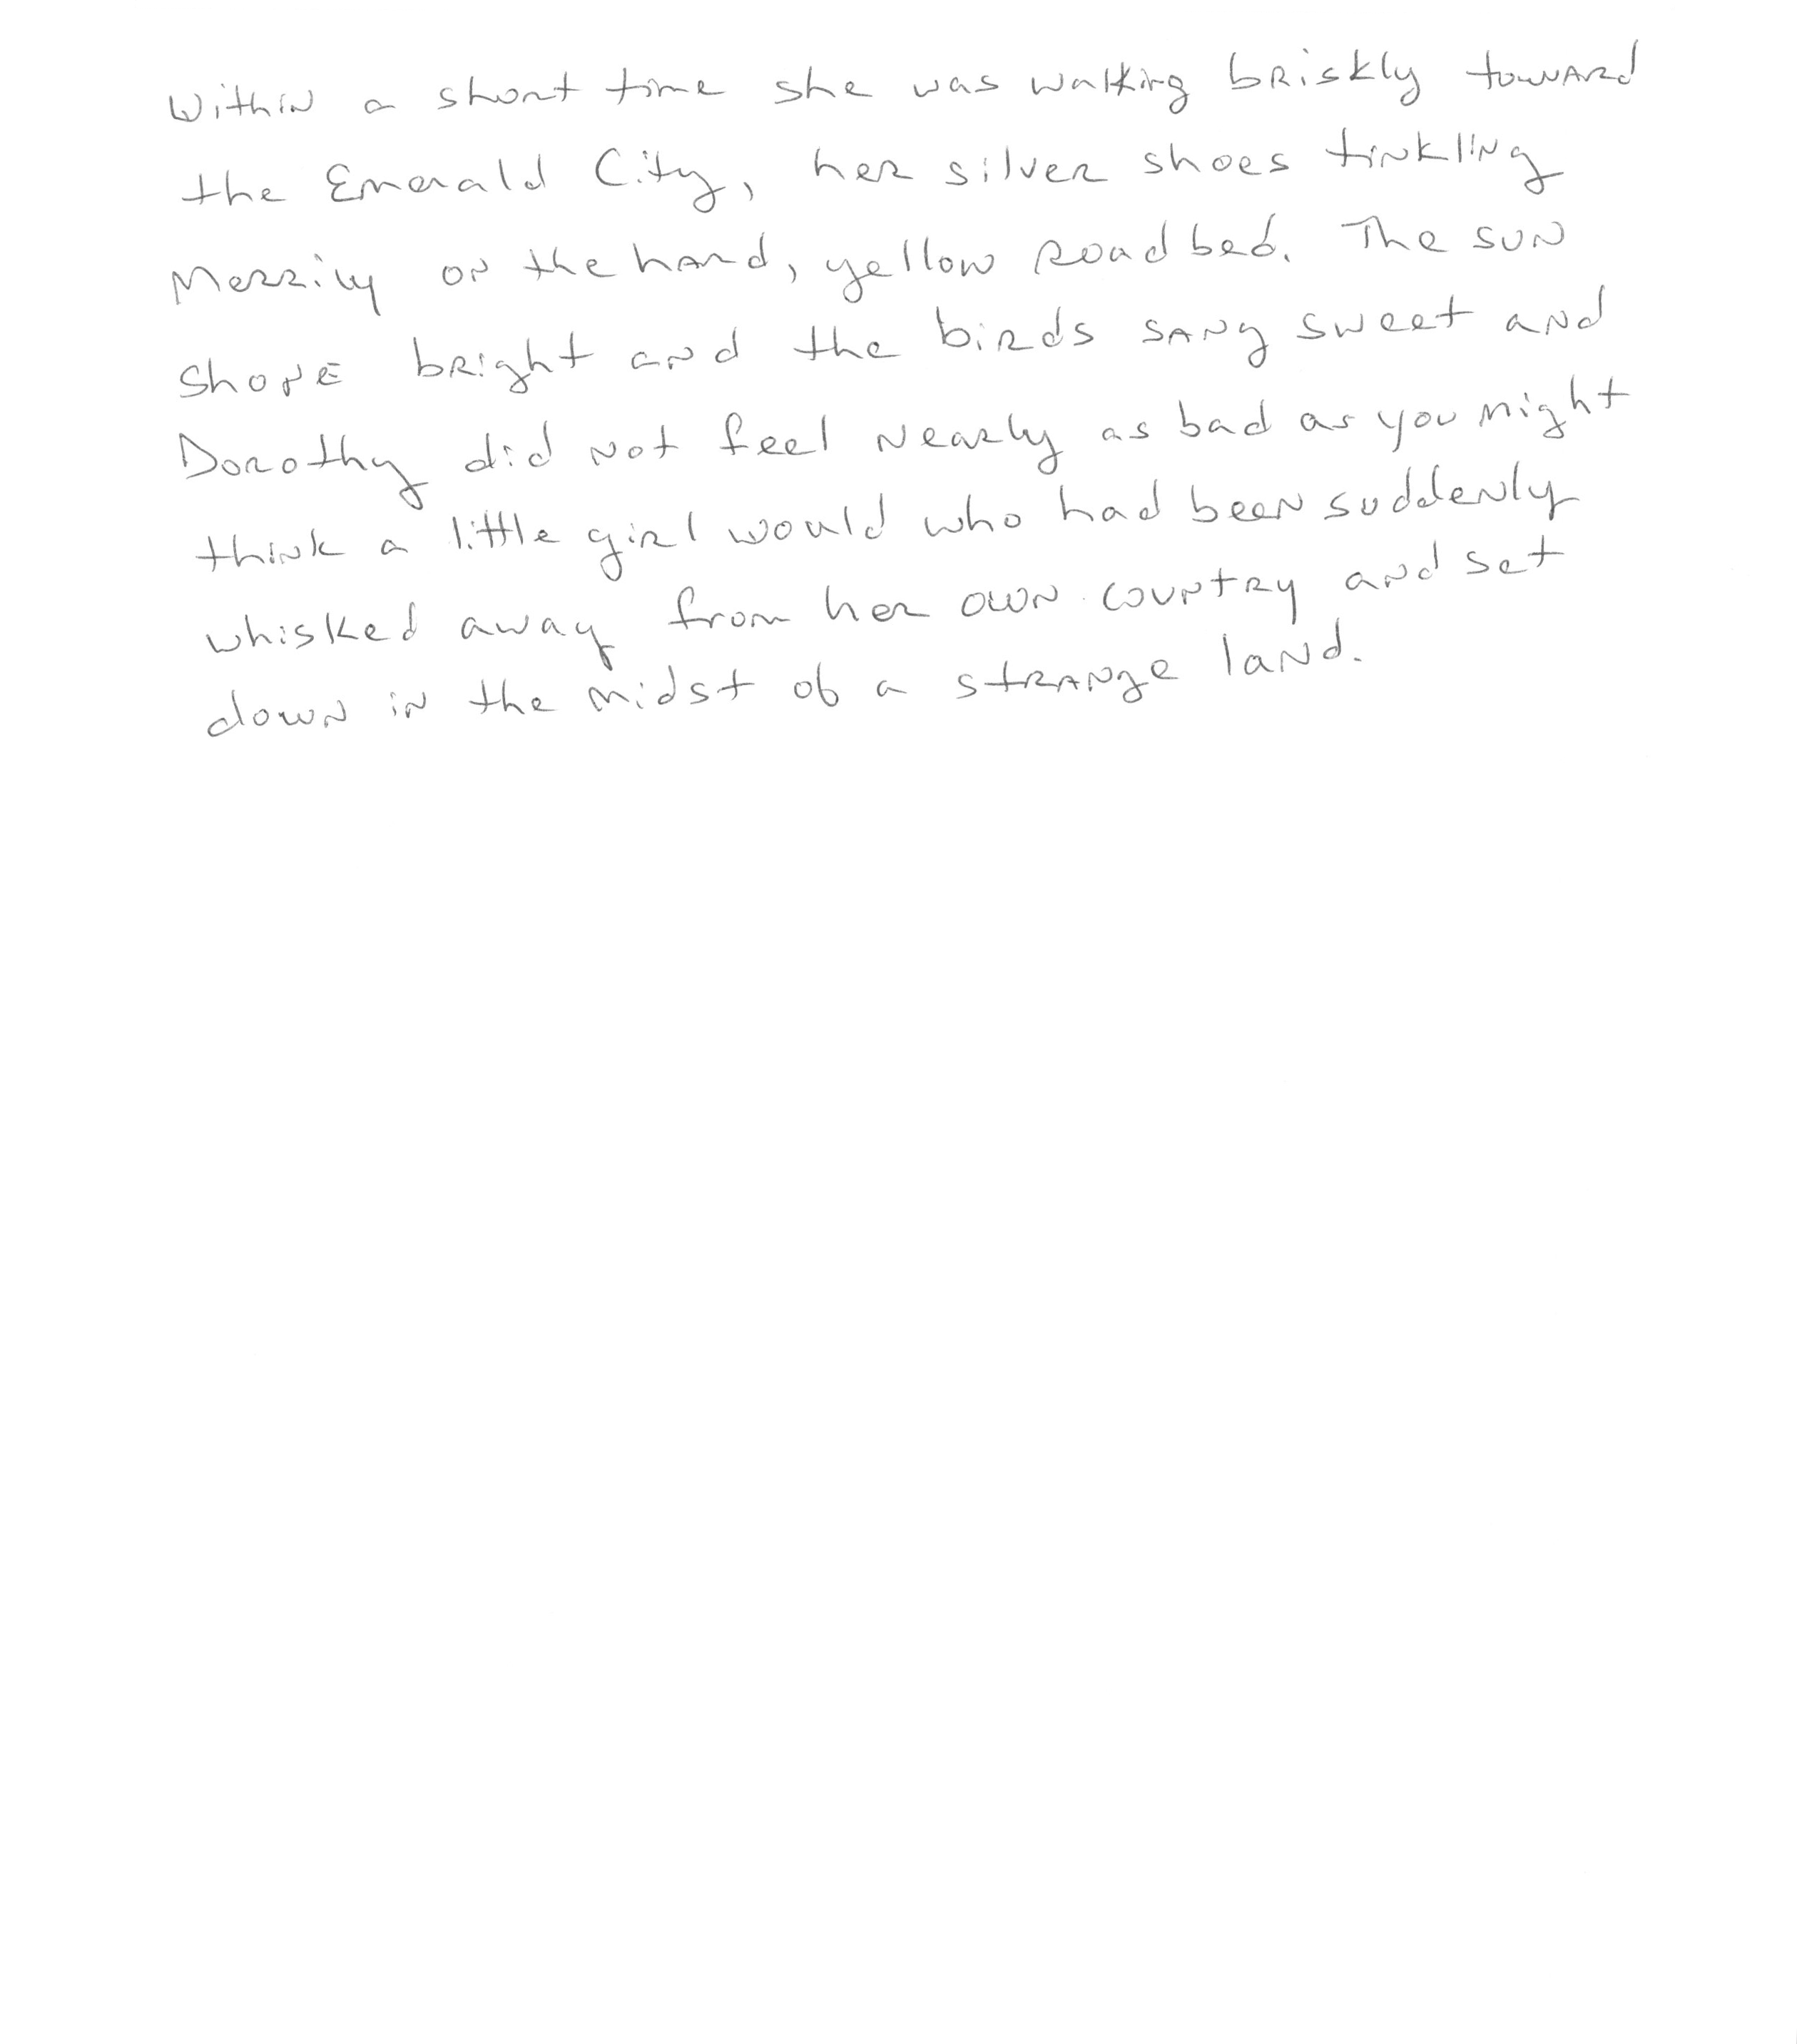 Within a short time she was walking briskly toward
the Emerald City, her silver shoes tinkling
merrily on the hard, yellow roadbed. The sun
shone bright and the birds sang sweet and
Dorothy did not feel nearly as bad as you might
think a little girl would who had been suddenly
whisked away from her own country and set
down in the midst of a strange land.